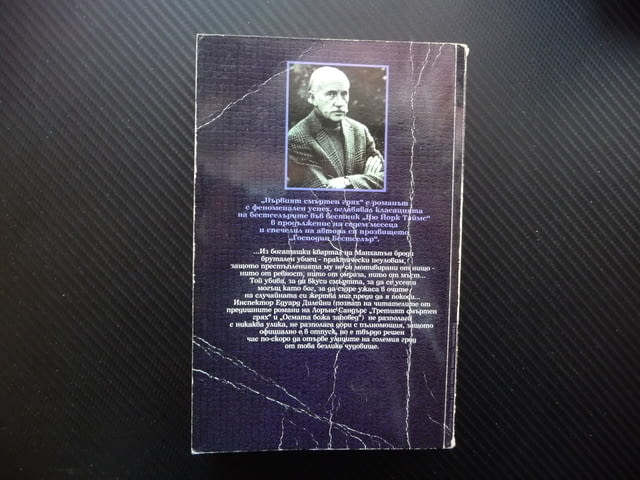 „Първият смъртен грях" е романът
с феноменален успех, оглавявал класацията
на бестселърите във вестник „Ню Йорк Таймс"
в продължение на седем месеца
и спечелил на автора си прозвището
„Господин Бестселър".
...Из богаташки квартал на Манхатън броди
брутален убиец - практически неуловим,
защото престъпленията му не са мотивирани от нищо -
нито от ревност, нито от омраза, нито от мъст...
Той убива, за да вкуси смъртта, за да се усети
могъщ като бог, за да съзре ужаса в очите
на случайната си жертва миг преди да я покоси...
Инспектор Едуард Дилейни (познат на читателите от
предишните романи на Лорънс Сандърс „Третият смъртен
грях" и „Осмата божа заповед") не разполага
с никаква улика, не разполага дори с пълномощия, защото
официално е в отпуск, но е твърдо решен
час по-скоро да отърве улиците на големия град
от това безлико чудовище.